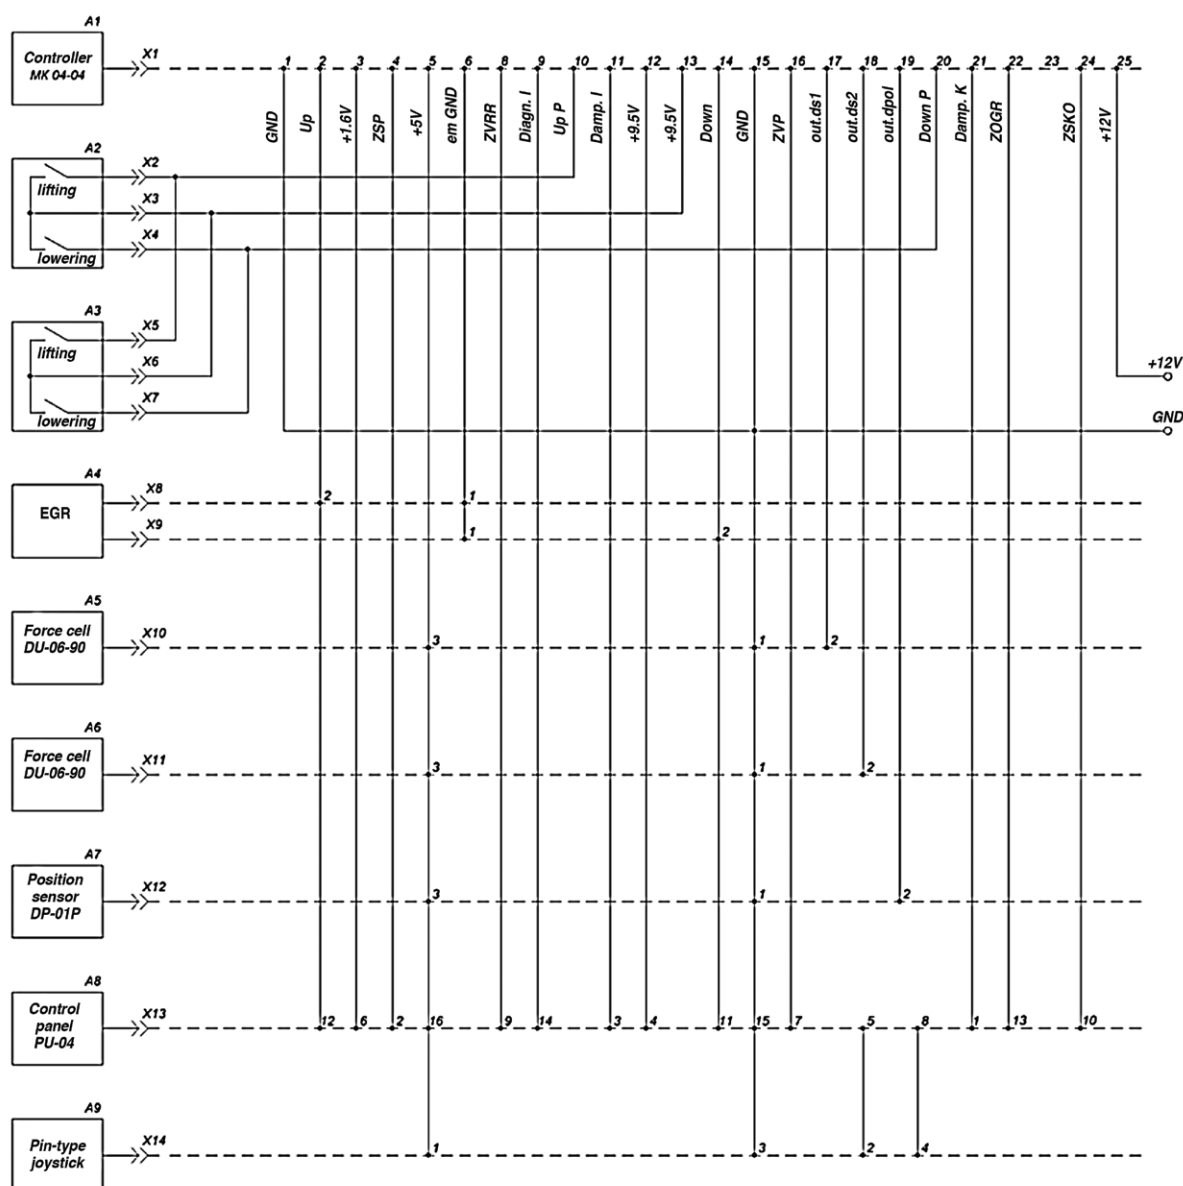 A1
Controller
MK 04-04
X1
1 2 3 4 5 6 8 9 10 11 12 13 14 15 16 17 18 19 20 21 22 23 24 25
GND
Up
+1.6V
ZSP
+5V
em GND
ZVRR
Diagn. I
Up P
Damp. I
+9.5V
+9.5V
Down
GND
ZVP
out.ds1
out.ds2
out.dpol
Down P
Damp. K
ZOGR
ZSKO
+12V
A2
X2
lifting
X3
X4
lowering
A3
X5
lifting
X6
+12V
X7
lowering
GND
A4
X8
2 1
EGR
X9
1 2
A5
Force cell
DU-06-90
X10
3 1 2
A6
Force cell
DU-06-90
X11
3 1 2
A7
Position
sensor
DP-01P
X12
3 1 2
A8
Control
panel
PU-04
X13
12 6 2 16 9 14 3 4 11 15 7 5 8 1 13 10
A9
Pin-type
joystick
X14
1 3 2 4